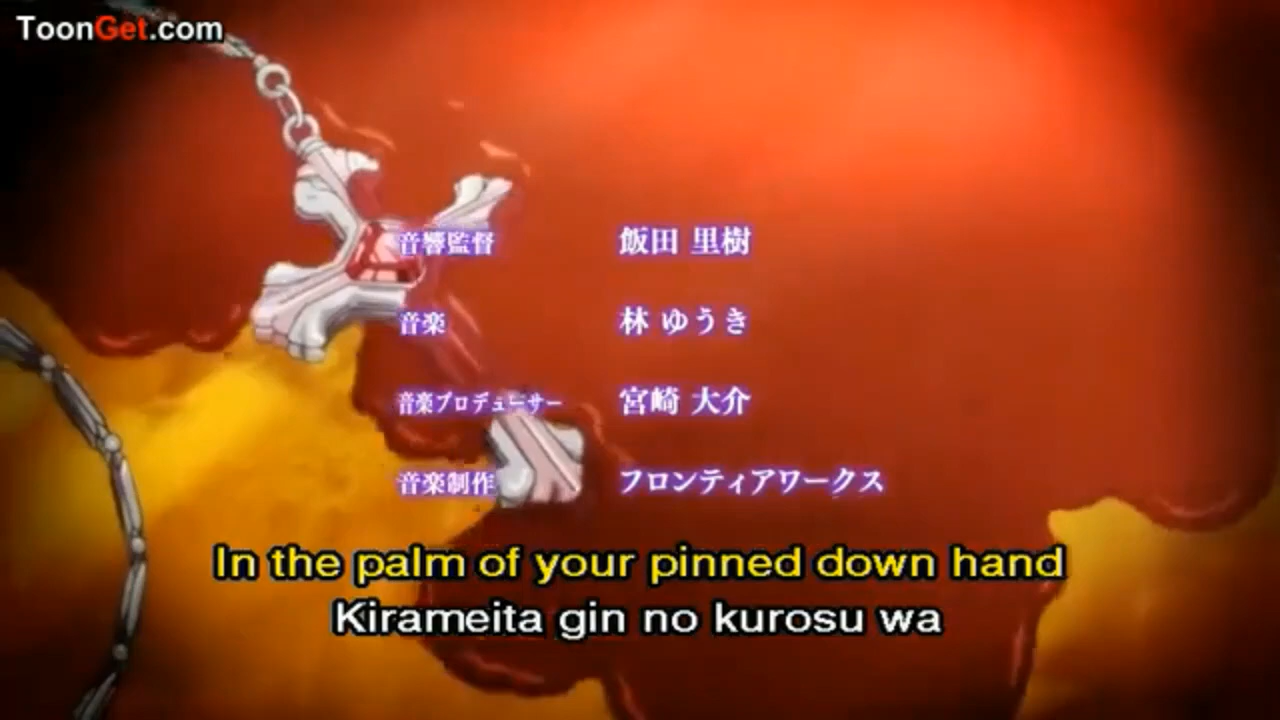 ToonGet.com
音響監督 飯田 里樹
音楽 林 ゆうき
音楽プロデューサー 宮崎 大介
音楽制作 フロンティアワークス
In the palm of your pinned down hand
Kirameita gin no kurosu wa